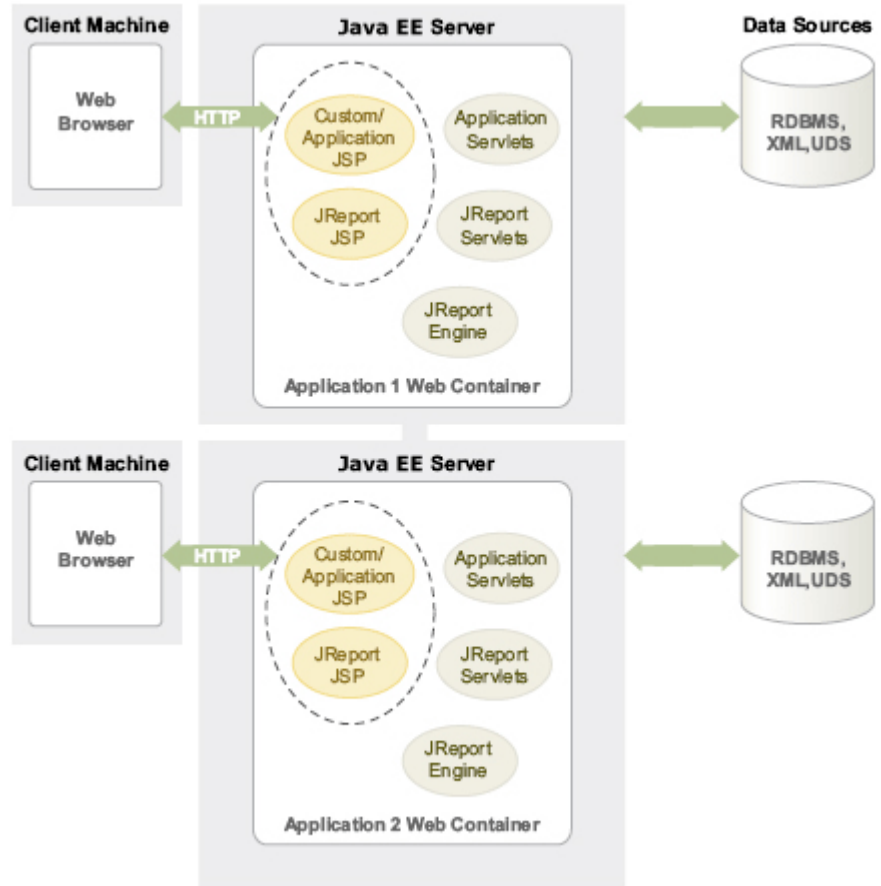 Client Machine
Java EE Server
Data Sources
Web
Browser
HTTP
Custom/
Application
JSP
Application
Servlets
RDBMS,
XML,UDS
JReport
JSP
JReport
Servlets
JReport
Engine
Application 1 Web Container
Client Machine
Java EE Server
Web
Browser
HTTP
Custom/
Application
JSP
Application
Servlets
RDBMS,
XML,UDS
JReport
JSP
JReport
Servlets
JReport
Engine
Application 2 Web Container